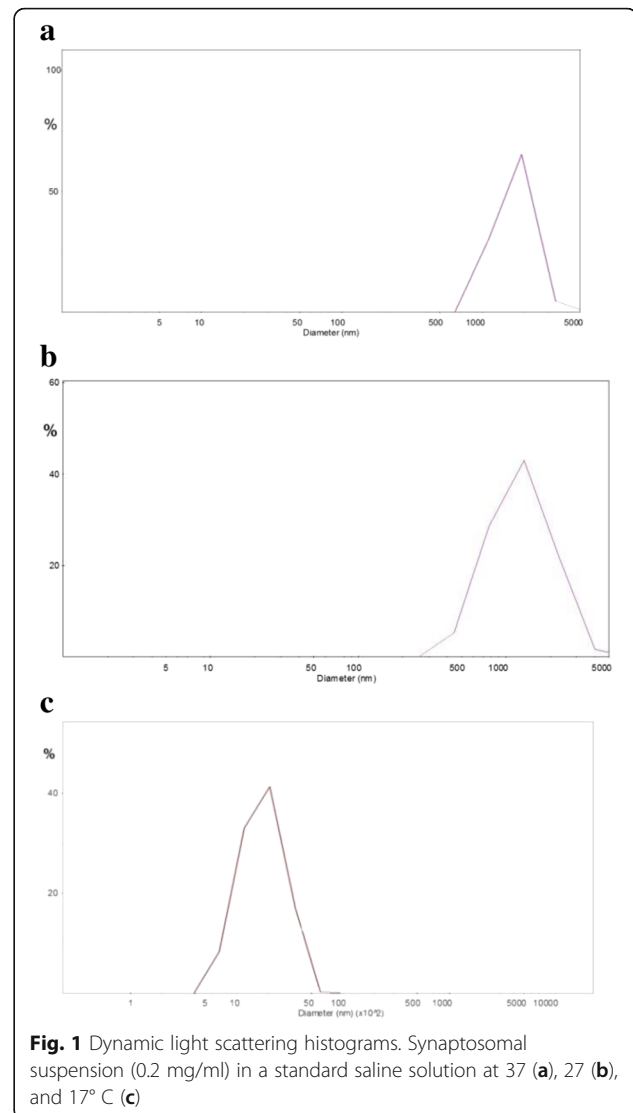 a
100
%
50
5 10 50 100 500 1000 5000
Diameter (nm)
b
60
%
40
20
5 10 50 100 500 1000 5000
Diameter (nm)
c
%
40
20
1 5 10 50 100 500 1000 5000 10000
Diameter (nm) (x10^2)
Fig. 1 Dynamic light scattering histograms. Synaptosomal
suspension (0.2 mg/ml) in a standard saline solution at 37 (a), 27 (b),
and 17° C (c)